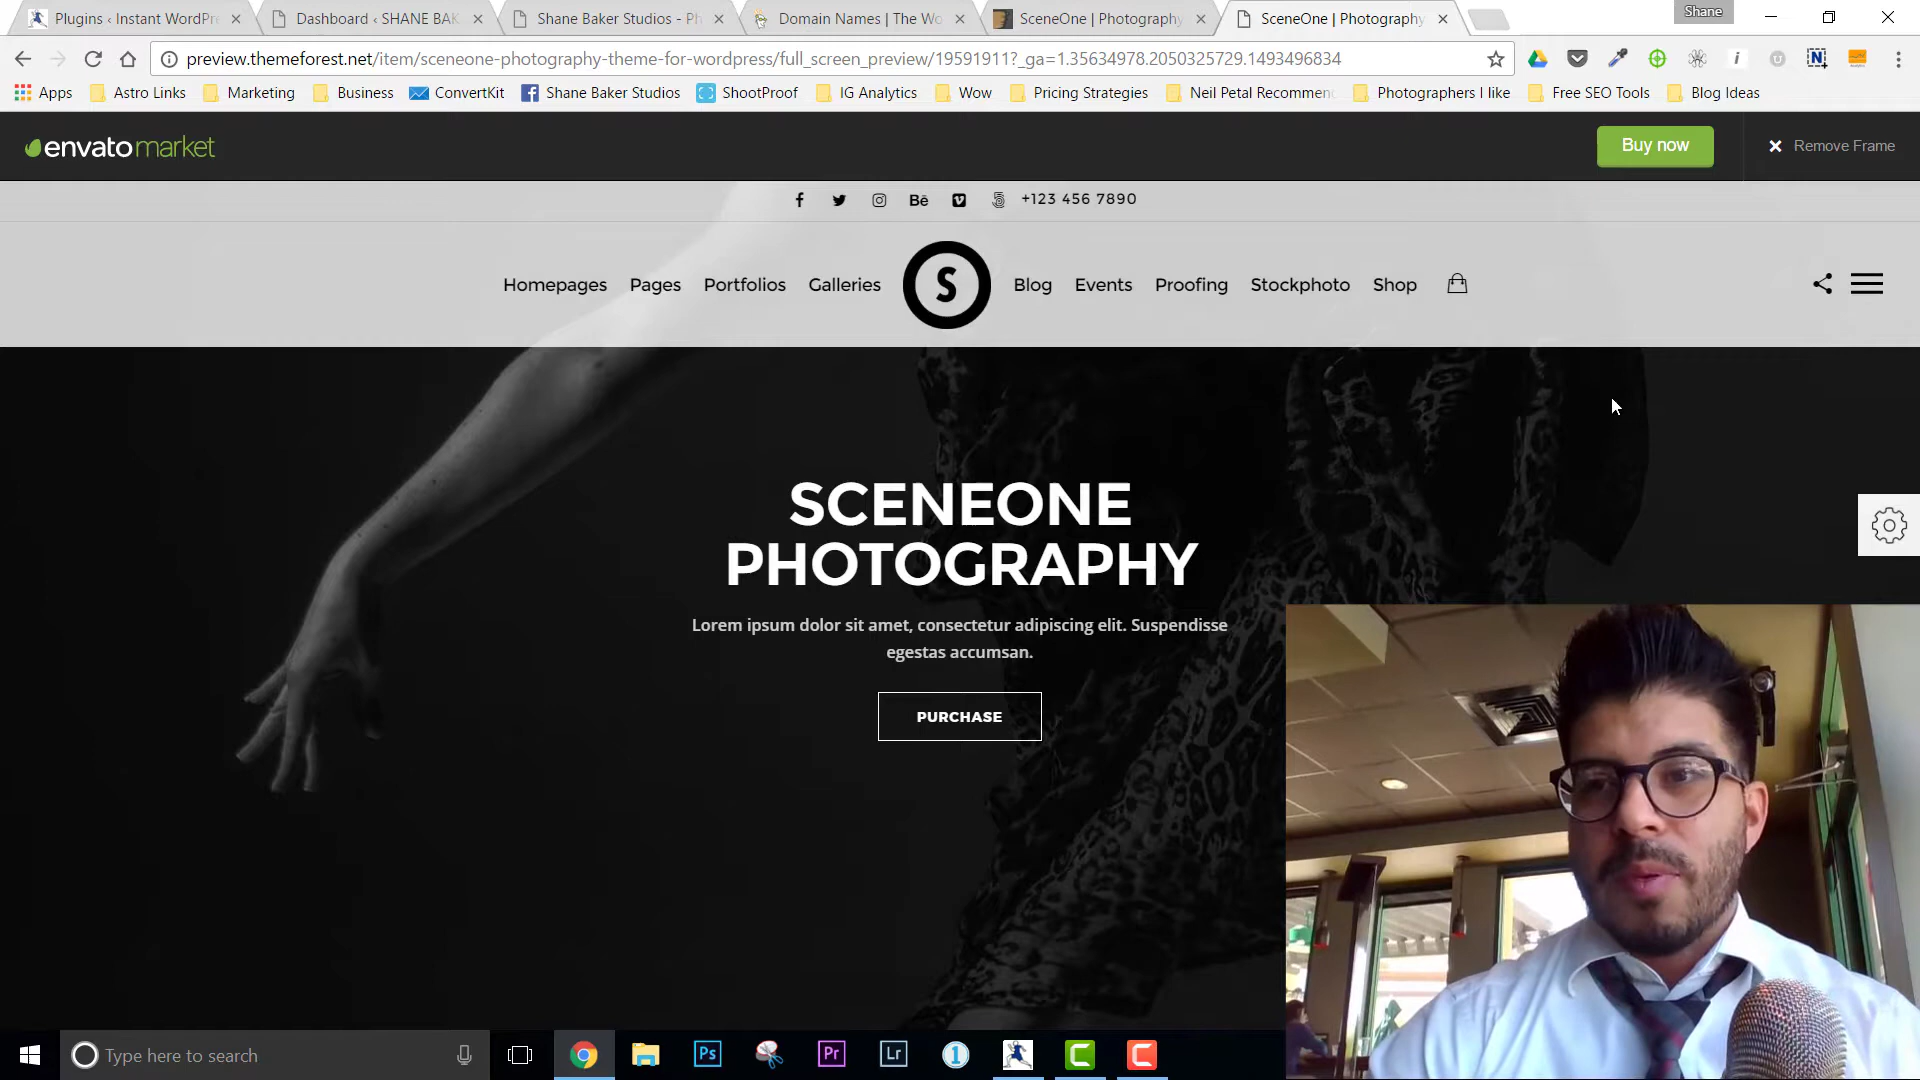 Plugins ‹ Instant WordPre
Dashboard ‹ SHANE BAK
Shane Baker Studios - Ph
Domain Names | The Wo
SceneOne | Photography
SceneOne | Photography
Shane
preview.themeforest.net/item/sceneone-photography-theme-for-wordpress/full_screen_preview/19591911?_ga=1.35634978.2050325729.1493496834
Apps
Astro Links
Marketing
Business
ConvertKit
Shane Baker Studios
ShootProof
IG Analytics
Wow
Pricing Strategies
Neil Petal Recommen
Photographers I like
Free SEO Tools
Blog Ideas
envatomarket
Buy now
Remove Frame
+123 456 7890
Homepages
Pages
Portfolios
Galleries
S
Blog
Events
Proofing
Stockphoto
Shop
SCENEONE
PHOTOGRAPHY
Lorem ipsum dolor sit amet, consectetur adipiscing elit. Suspendisse
egestas accumsan.
PURCHASE
Type here to search
Ps
Pr
Lr